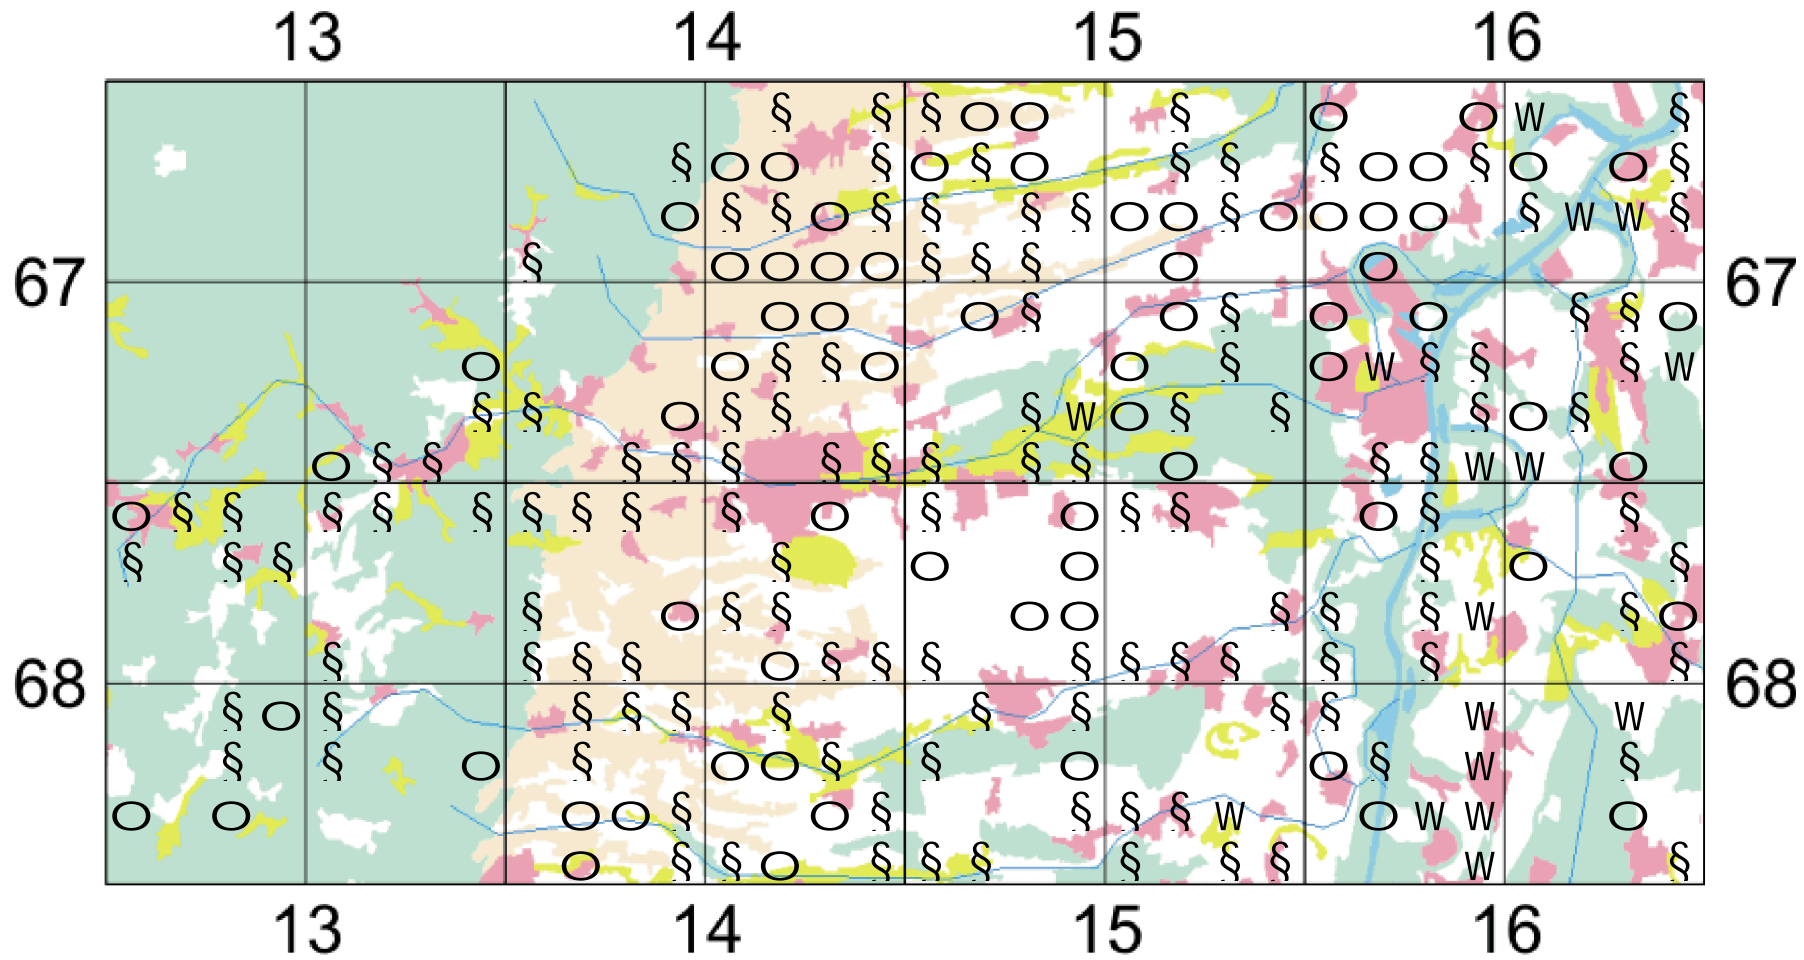 13 14 15 16
§ § § O O § O O W §
§ O O § O § O § § § O O § O O §
O § § O § § § § O O § O O O O § W W §
§ O O O O § § § O O
67 67
O O O § O § O O § § O
O O § § O O § O W § § § W
§ § O § § § W O § § § O §
O § § § § § § § § § § O § § W W O
O § § § § § § § § § O § O § § O § §
§ § § § O O § O §
§ O § § O O § § § W § O
§ § § § O § § § § § § § § § §
68 68
§ O § § § § § § § § § W W
§ § O § O O § § O O § W §
O O O O § O § § § § W O W W O
O § § O § § § § § § W §
13 14 15 16